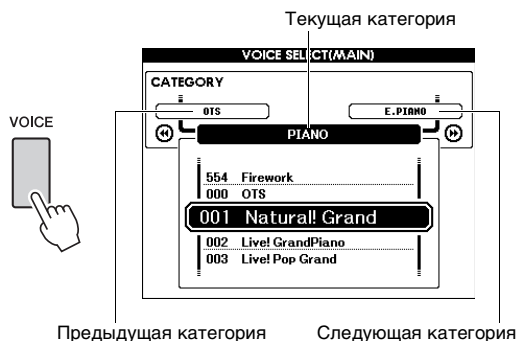 Текущая категория
VOICE SELECT(MAIN)
CATEGORY
OTS
E.PIANO
PIANO
VOICE
554 Firework
000 OTS
001 Natural! Grand
002 Live! GrandPiano
003 Live! Pop Grand
Предыдущая категория
Следующая категория